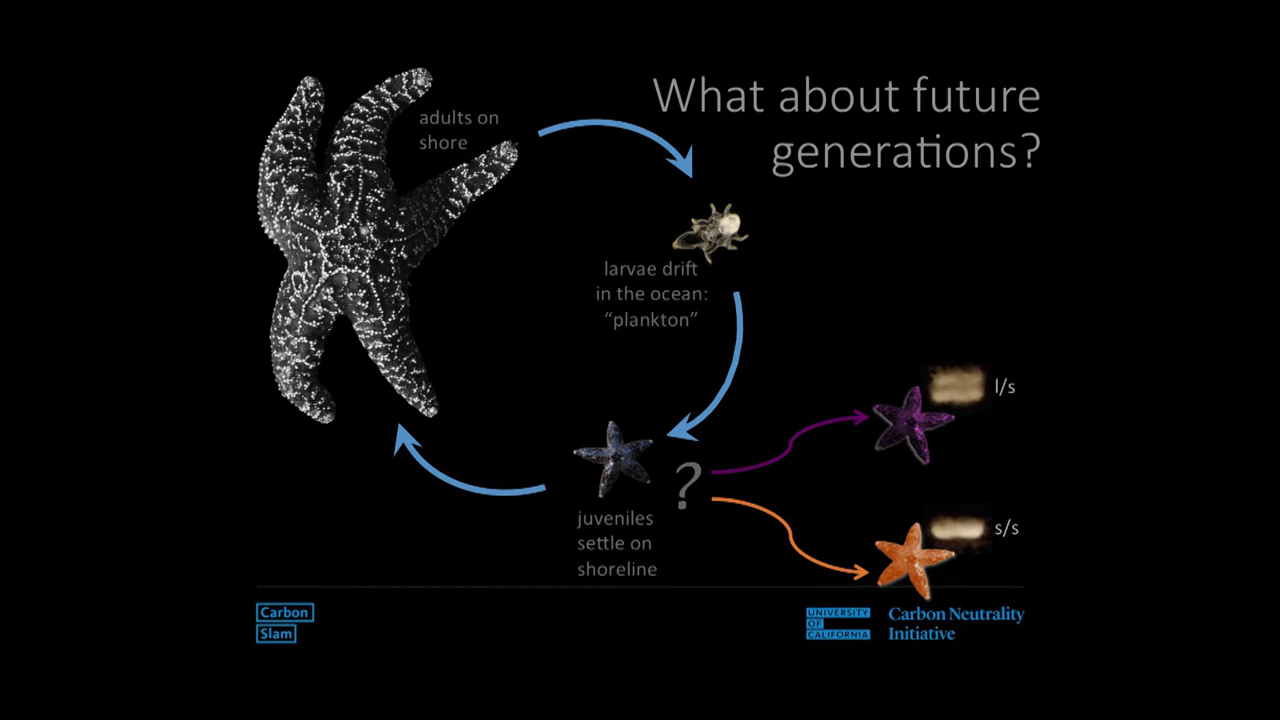 What about future
generations?
adults on
shore
larvae drift
in the ocean:
“plankton”
l/s
?
juveniles
settle on
shoreline
s/s
Carbon
Slam
UNIVERSITY
OF
CALIFORNIA
Carbon Neutrality
Initiative